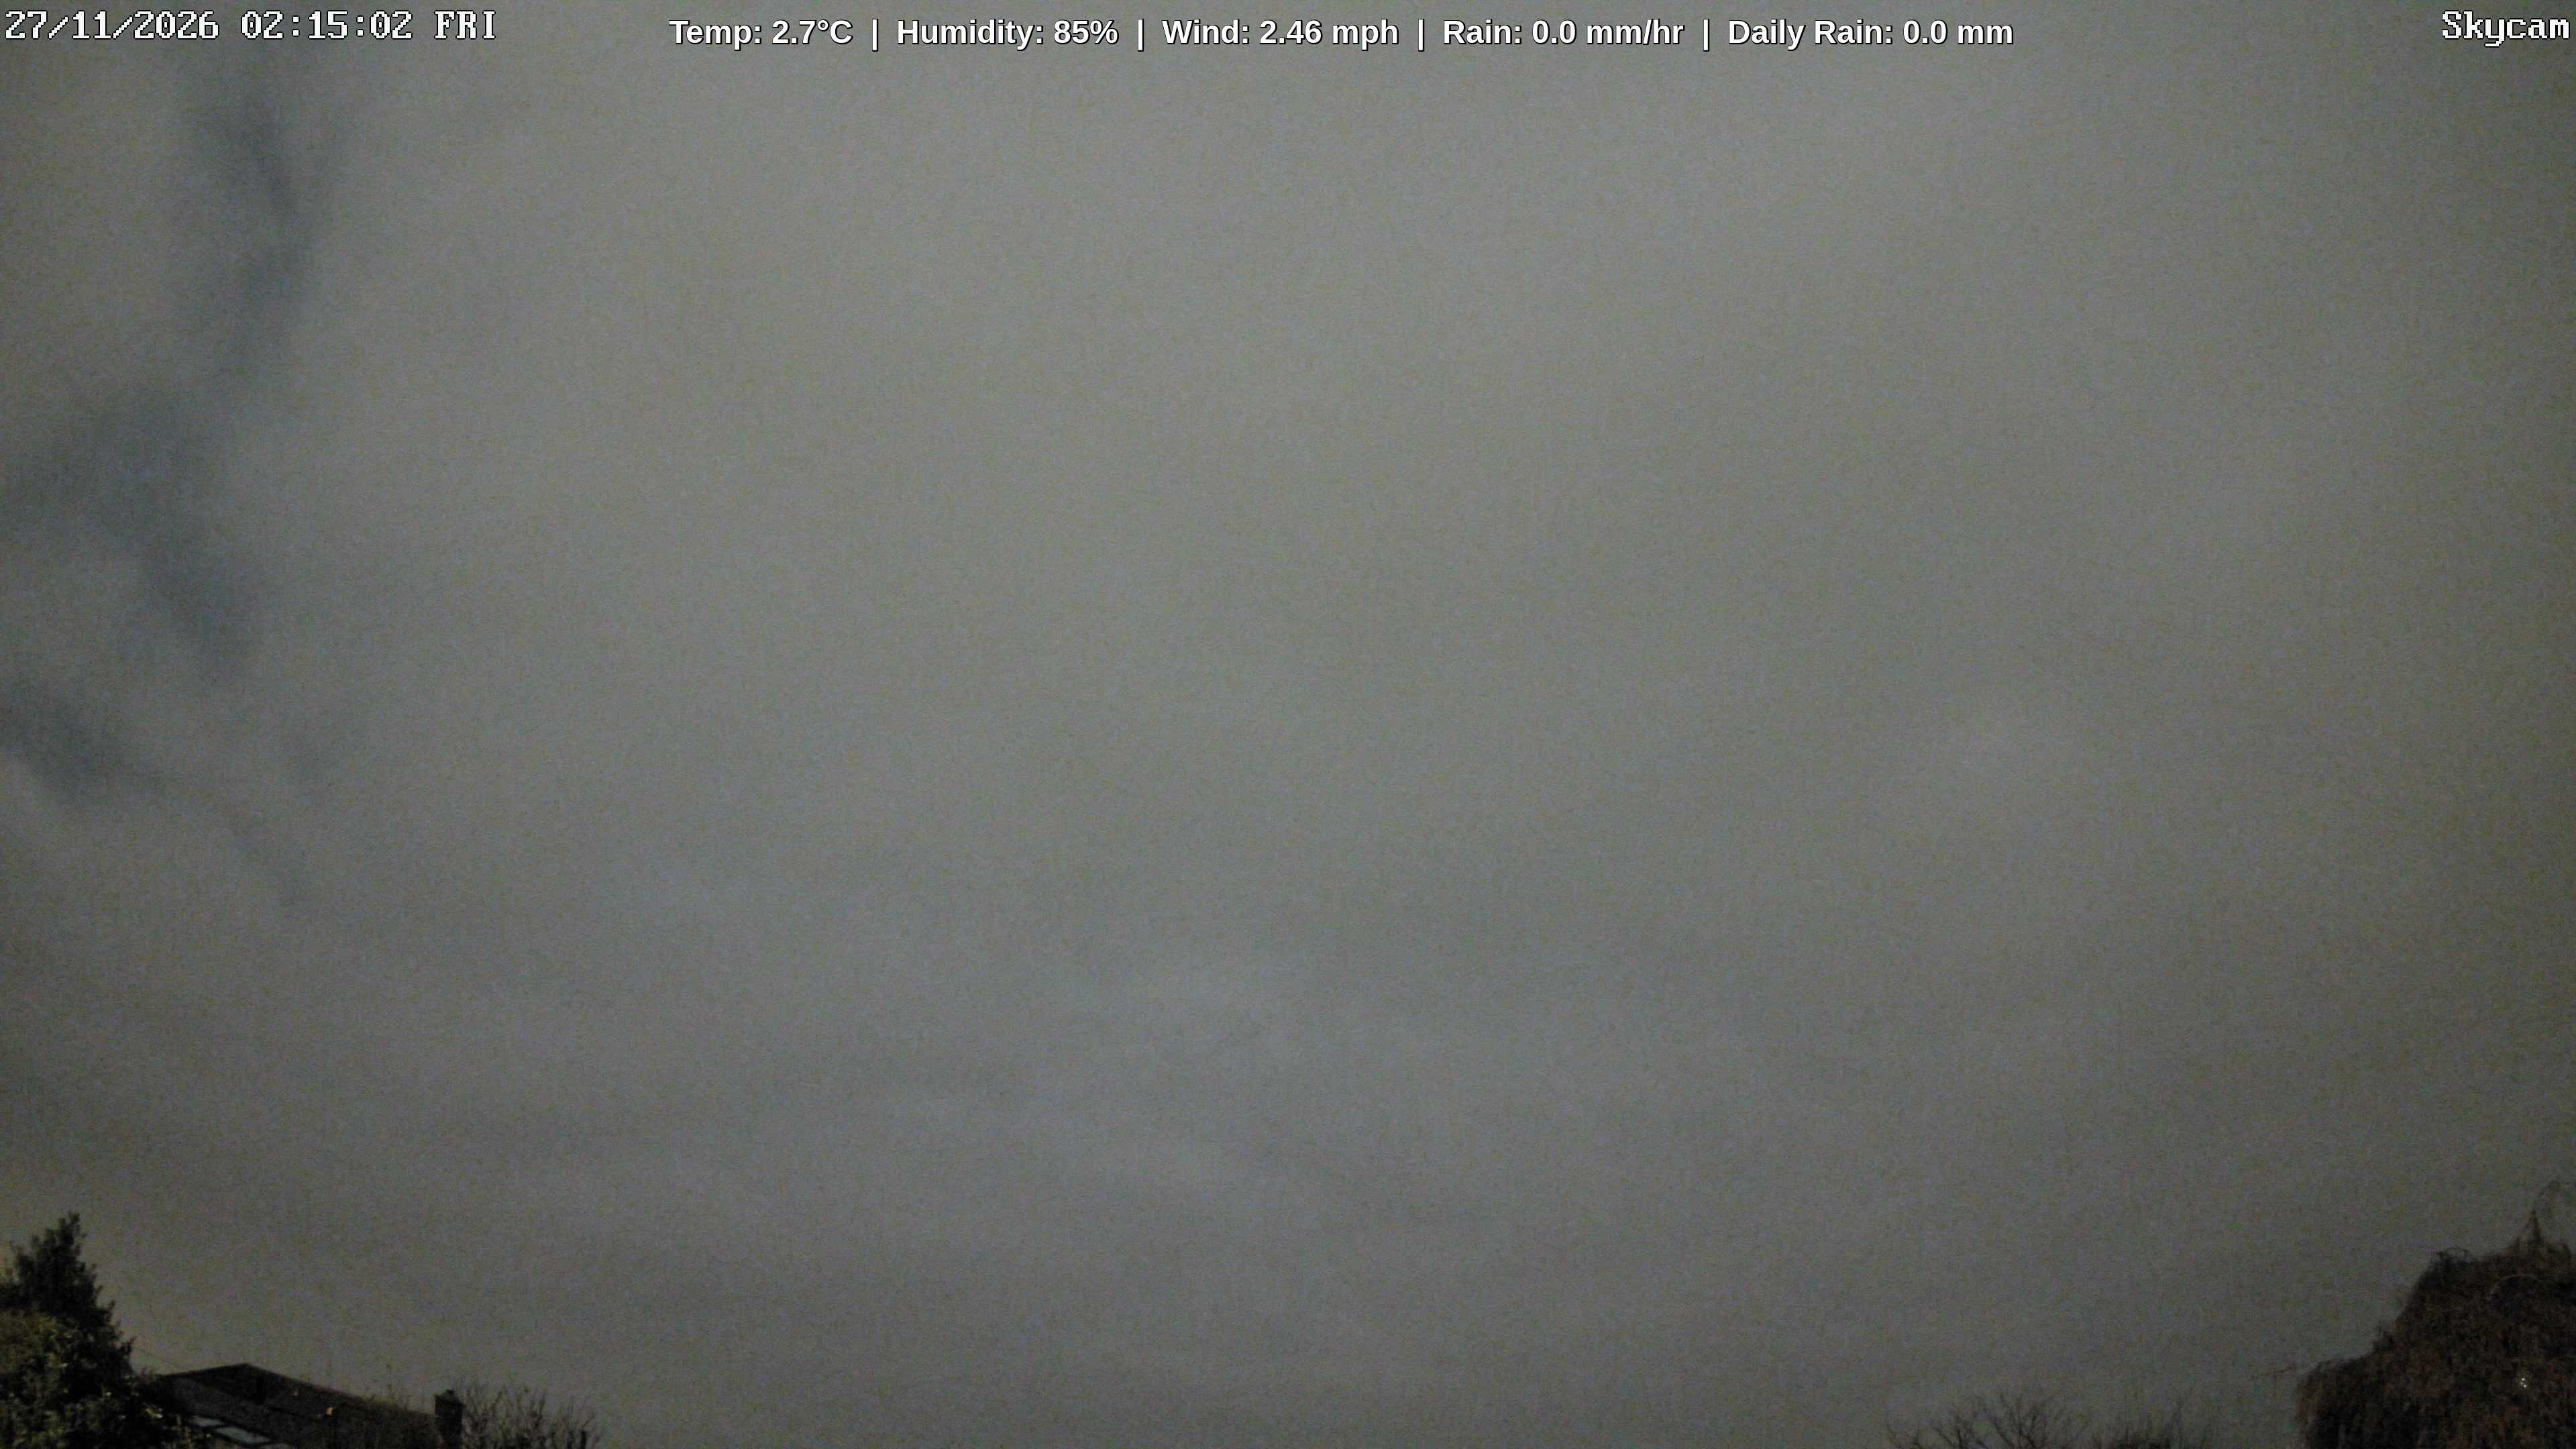 27/11/2026 02:15:02 FRI
Temp: 2.7°C | Humidity: 85% | Wind: 2.46 mph | Rain: 0.0 mm/hr | Daily Rain: 0.0 mm
Skycam